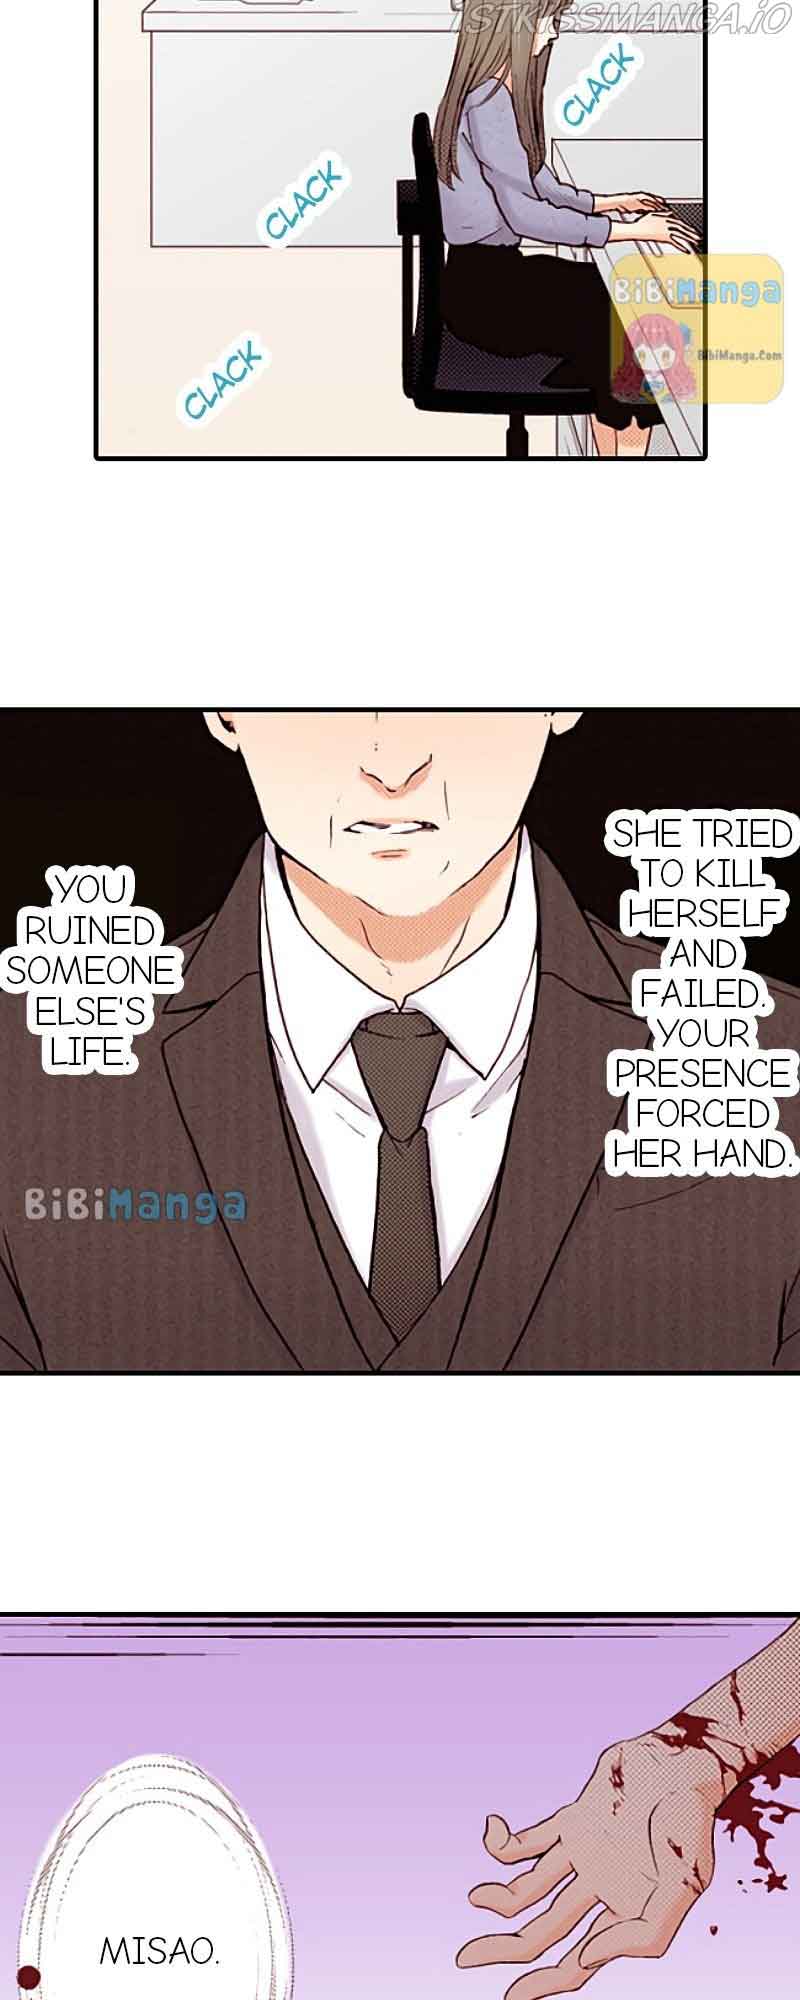 1STKISSMANGA.iO
CLACK
CLACK
BiBiManga
BibiManga.Com
CLACK
SHE TRIED
TO KILL
HERSELF
AND
FAILED.
YOUR
PRESENCE
FORCED
HER HAND.
YOU
RUINED
SOMEONE
ELSE'S
LIFE.
BiBiManga
MISAO.